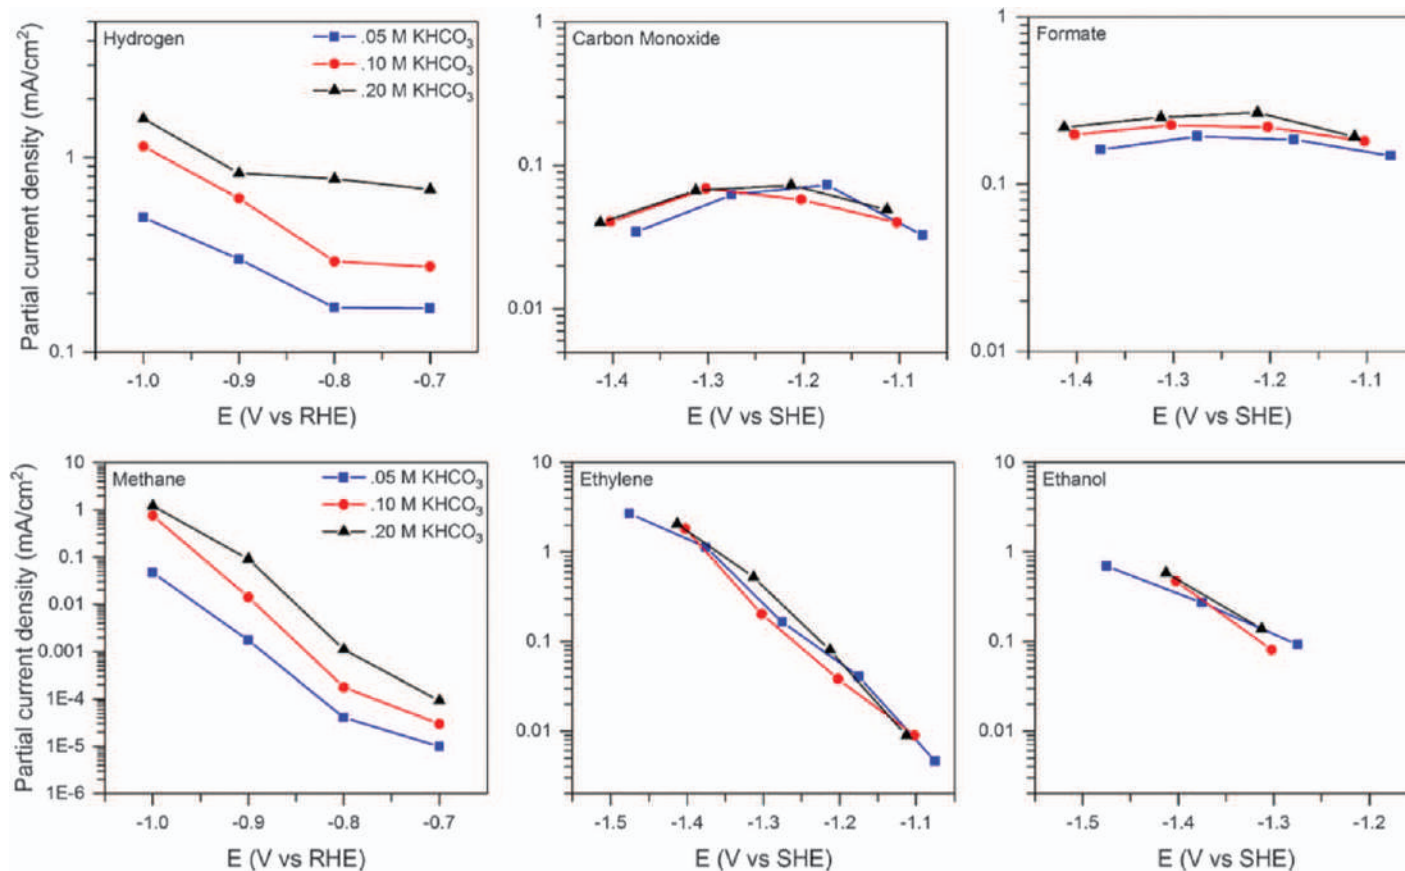 Hydrogen
.05 M KHCO₃
.10 M KHCO₃
.20 M KHCO₃
Partial current density (mA/cm²)
1
0.1
-1.0 -0.9 -0.8 -0.7
E (V vs RHE)
Carbon Monoxide
1
0.1
0.01
-1.4 -1.3 -1.2 -1.1
E (V vs SHE)
Formate
1
0.1
0.01
-1.4 -1.3 -1.2 -1.1
E (V vs SHE)
Methane
.05 M KHCO₃
.10 M KHCO₃
.20 M KHCO₃
Partial current density (mA/cm²)
10
1
0.1
0.01
0.001
1E-4
1E-5
1E-6
-1.0 -0.9 -0.8 -0.7
E (V vs RHE)
Ethylene
10
1
0.1
0.01
-1.5 -1.4 -1.3 -1.2 -1.1
E (V vs SHE)
Ethanol
10
1
0.1
0.01
-1.5 -1.4 -1.3 -1.2
E (V vs SHE)